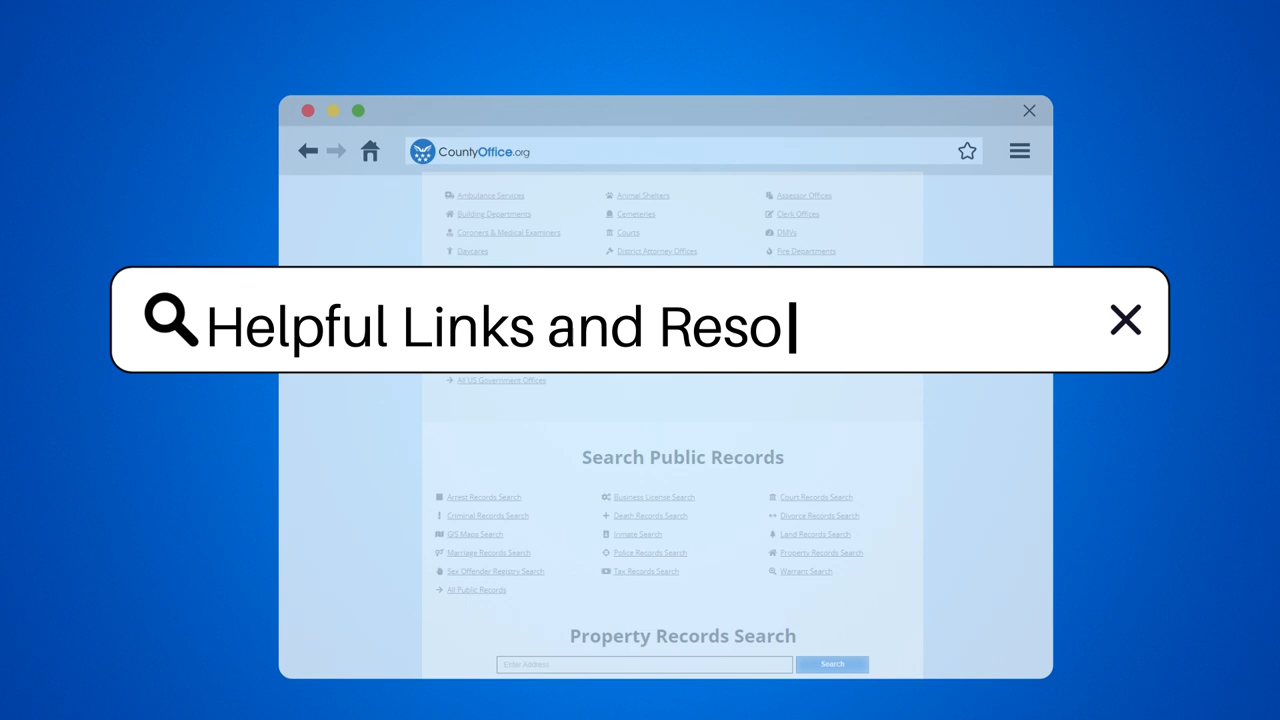 CountyOffice.org
Ambulance Services Animal Shelters Assessor Offices
Building Departments Cemeteries Clerk Offices
Coroners & Medical Examiners Courts DMVs
Daycares District Attorney Offices Fire Departments
Helpful Links and Reso
All US Government Offices
Search Public Records
Arrest Records Search Business License Search Court Records Search
Criminal Records Search Death Records Search Divorce Records Search
GIS Maps Search Inmate Search Land Records Search
Marriage Records Search Police Records Search Property Records Search
Sex Offender Registry Search Tax Records Search Warrant Search
All Public Records
Property Records Search
Enter Address Search